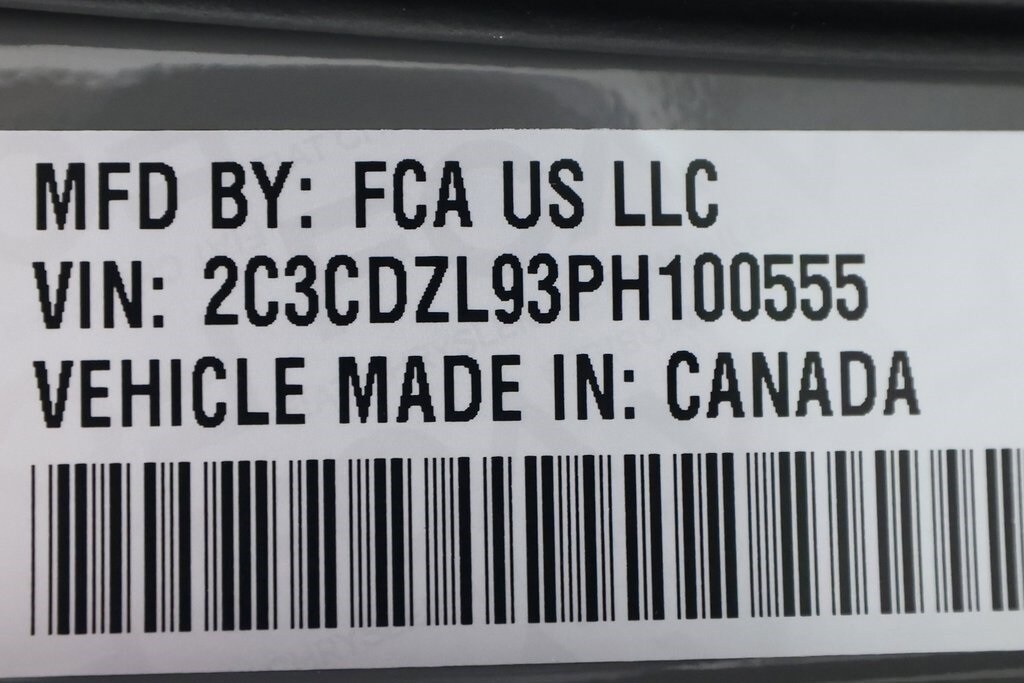 MFD BY: FCA US LLC
VIN: 2C3CDZL93PH100555
VEHICLE MADE IN: CANADA